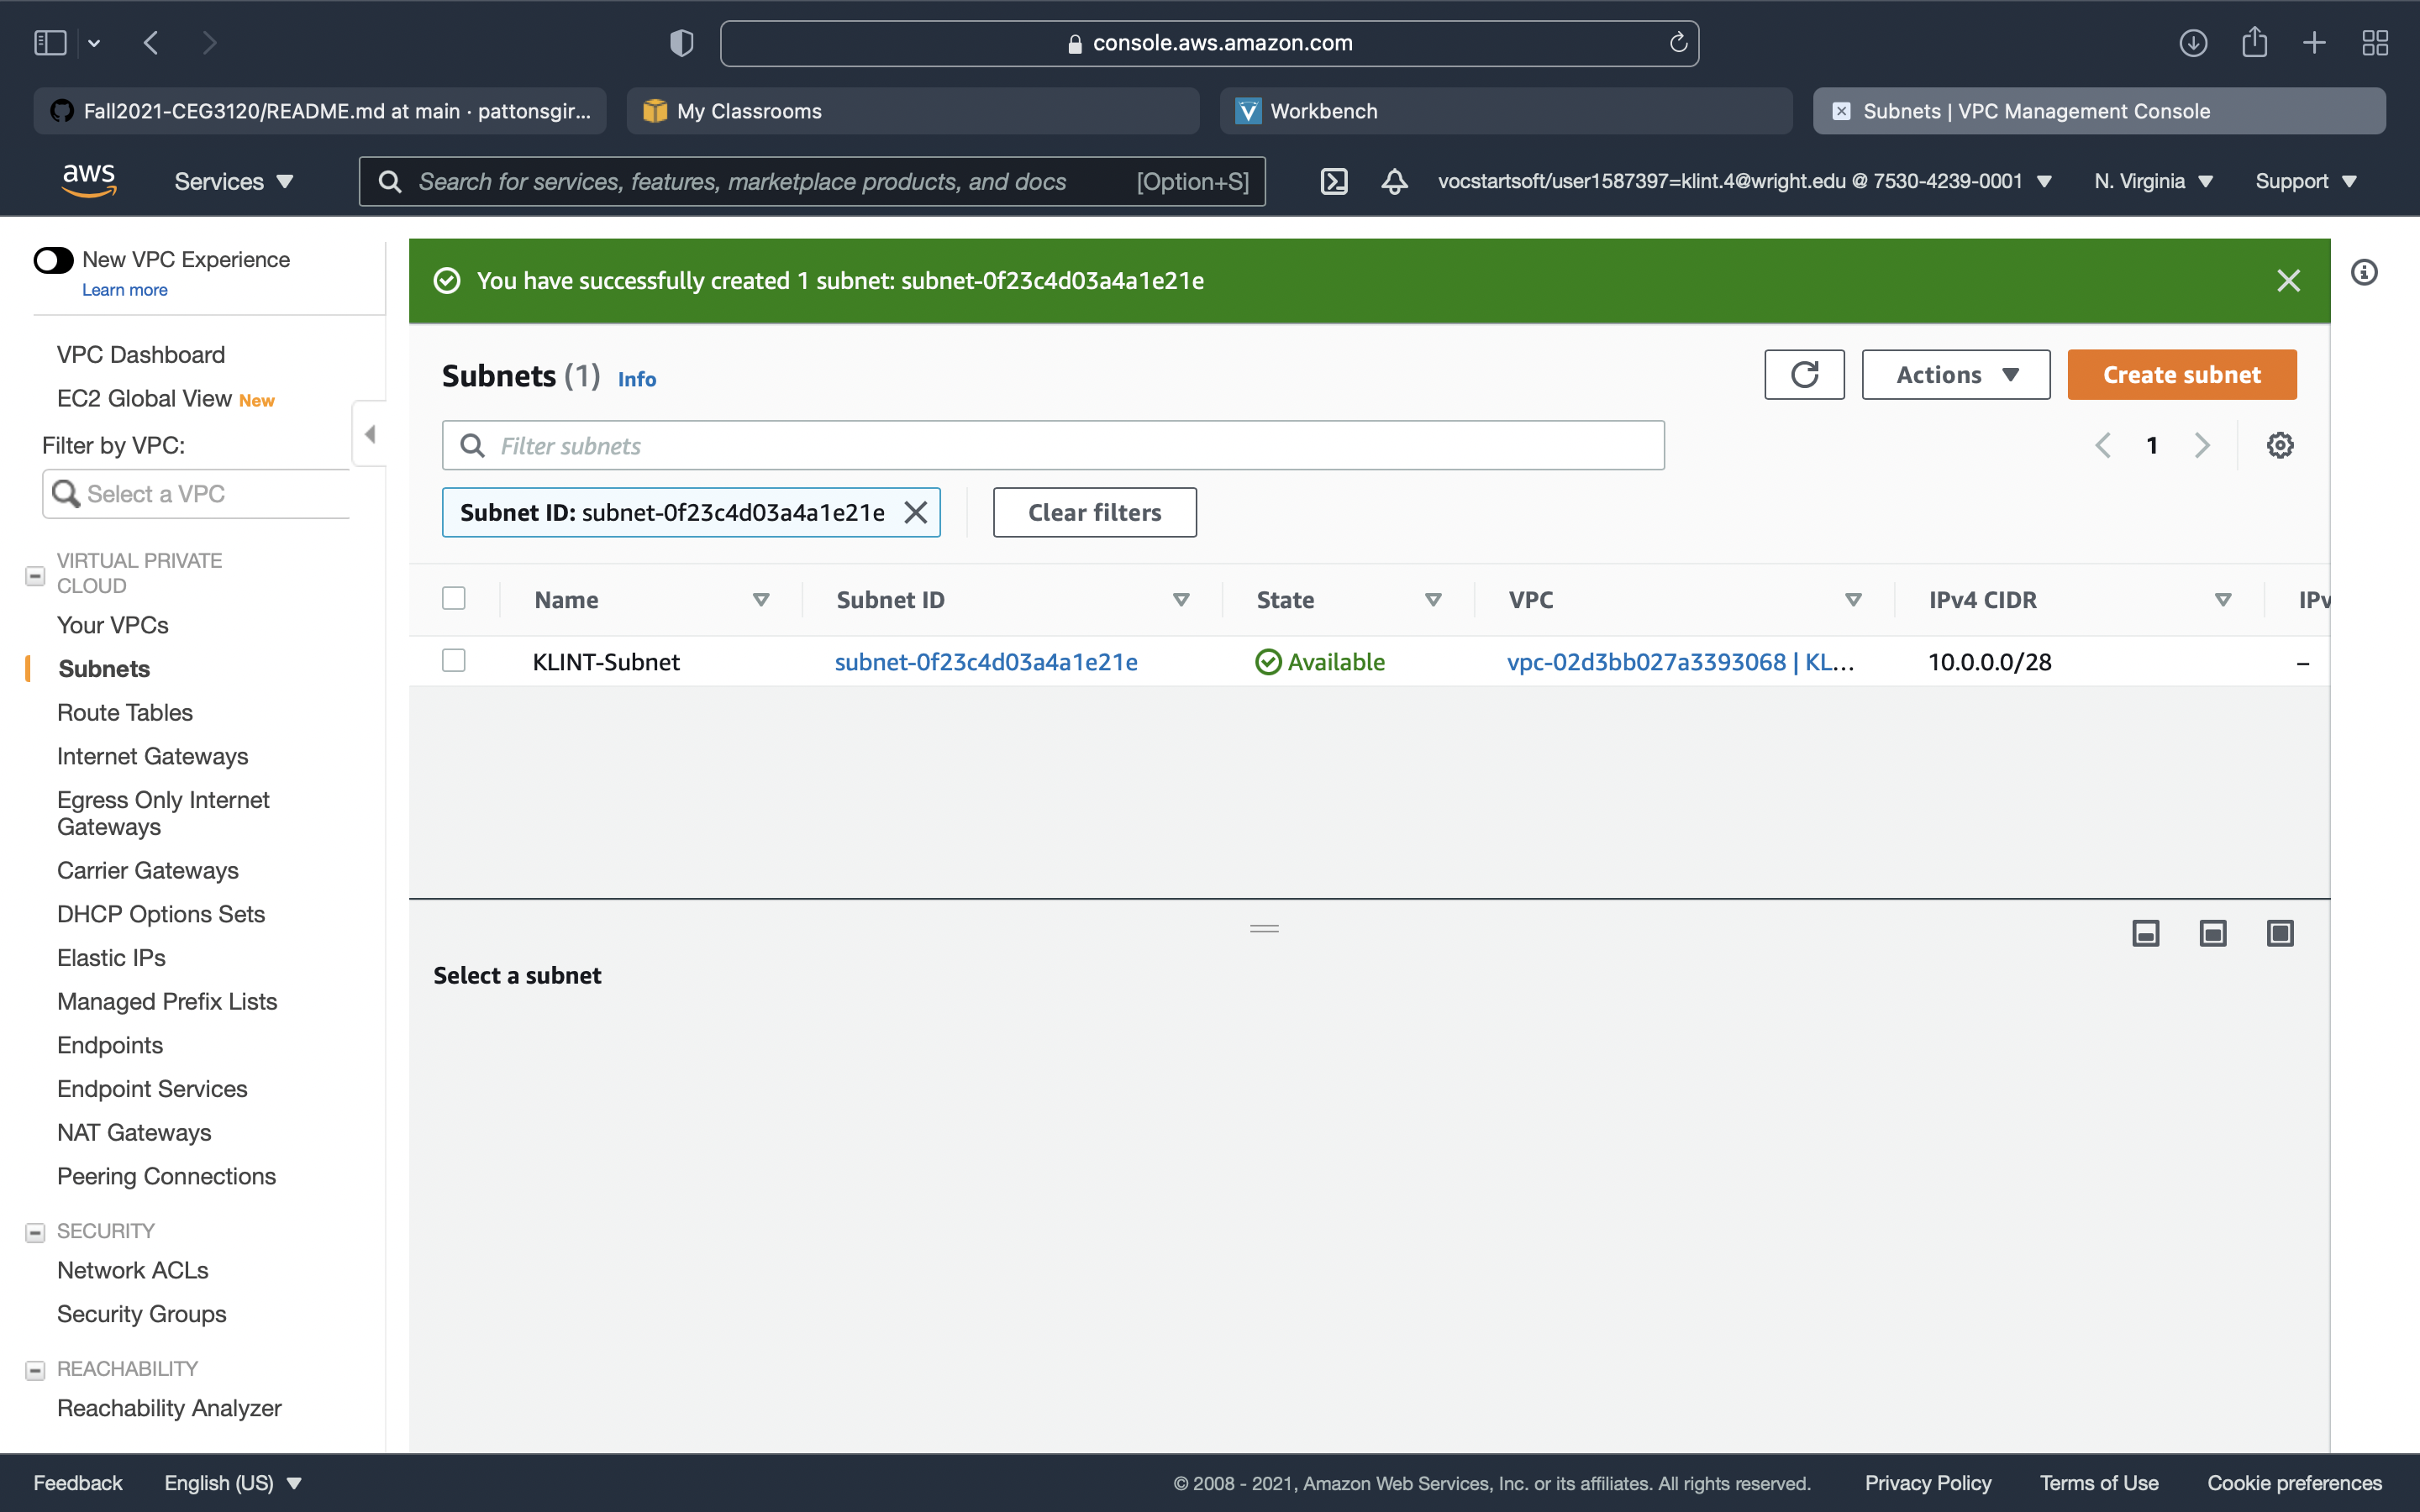 console.aws.amazon.com
Fall2021-CEG3120/README.md at main · pattonsgir...
My Classrooms
Workbench
Subnets | VPC Management Console
aws
Services
Search for services, features, marketplace products, and docs
[Option+S]
vocstartsoft/user1587397=klint.4@wright.edu @ 7530-4239-0001
N. Virginia
Support
New VPC Experience
Learn more
VPC Dashboard
EC2 Global View New
Filter by VPC:
Select a VPC
VIRTUAL PRIVATE
CLOUD
Your VPCs
Subnets
Route Tables
Internet Gateways
Egress Only Internet
Gateways
Carrier Gateways
DHCP Options Sets
Elastic IPs
Managed Prefix Lists
Endpoints
Endpoint Services
NAT Gateways
Peering Connections
SECURITY
Network ACLs
Security Groups
REACHABILITY
Reachability Analyzer
You have successfully created 1 subnet: subnet-0f23c4d03a4a1e21e
Subnets (1) Info
Actions
Create subnet
Filter subnets
1
Subnet ID: subnet-0f23c4d03a4a1e21e
Clear filters
Name
Subnet ID
State
VPC
IPv4 CIDR
IPv
KLINT-Subnet
subnet-0f23c4d03a4a1e21e
Available
vpc-02d3bb027a3393068 | KL...
10.0.0.0/28
–
Select a subnet
Feedback
English (US)
© 2008 - 2021, Amazon Web Services, Inc. or its affiliates. All rights reserved.
Privacy Policy
Terms of Use
Cookie preferences